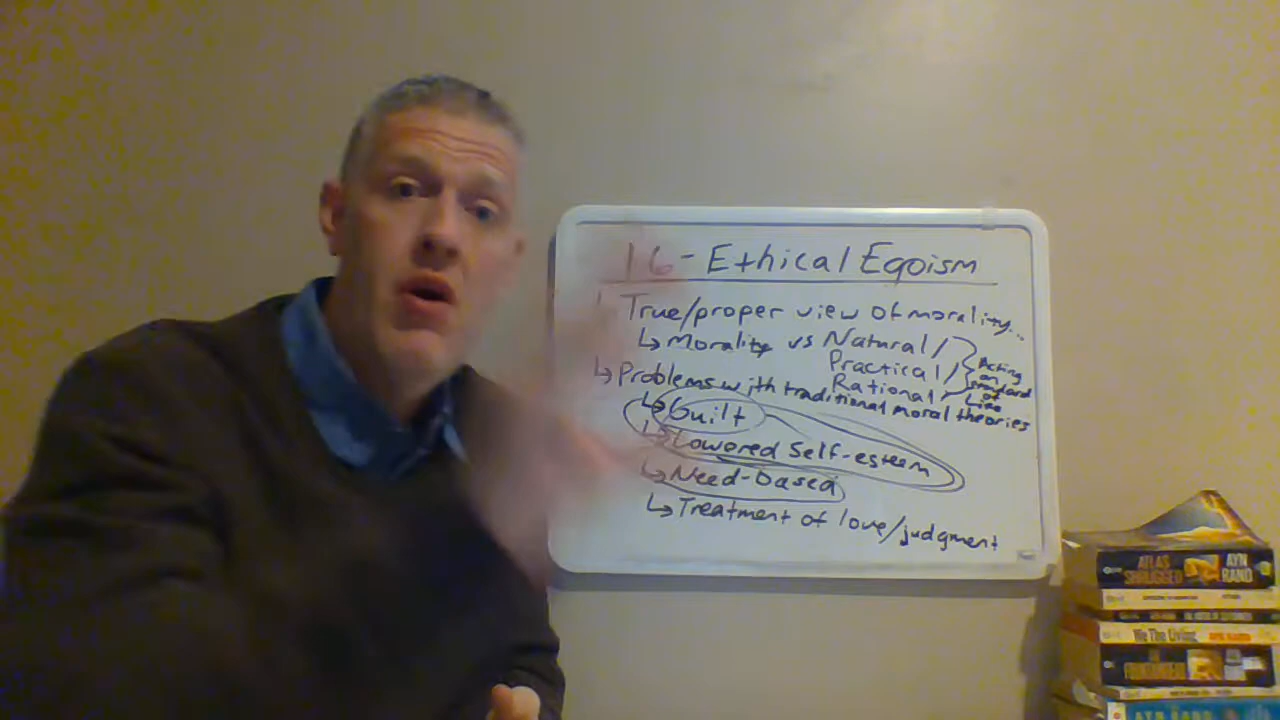 16 - Ethical Egoism
↳ True/proper view of morality...
↳ Morality vs Natural/
Practical/
Rational
Acting
on
standard
of
Life
↳ Problems with traditional moral theories
↳ Guilt
↳ Lowered self-esteem
↳ Need-based
↳ Treatment of love/judgment
ATLAS
SHRUGGED
AYN
RAND
We The Living
AYN RAND